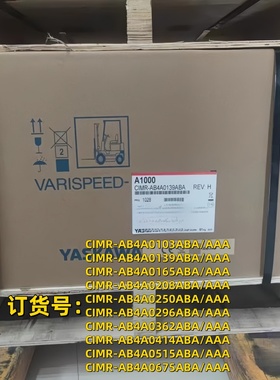 2
A1000
CIMR-AB4A0139ABA
REV H
VARISPEED-
YASKAWA
订货号:
CIMR-AB4A0103ABA/AAA
CIMR-AB4A0139ABA/AAA
CIMR-AB4A0165ABA/AAA
CIMR-AB4A0208ABA/AAA
CIMR-AB4A0250ABA/AAA
CIMR-AB4A0296ABA/AAA
CIMR-AB4A0362ABA/AAA
CIMR-AB4A0414ABA/AAA
CIMR-AB4A0515ABA/AAA
CIMR-AB4A0675ABA/AAA